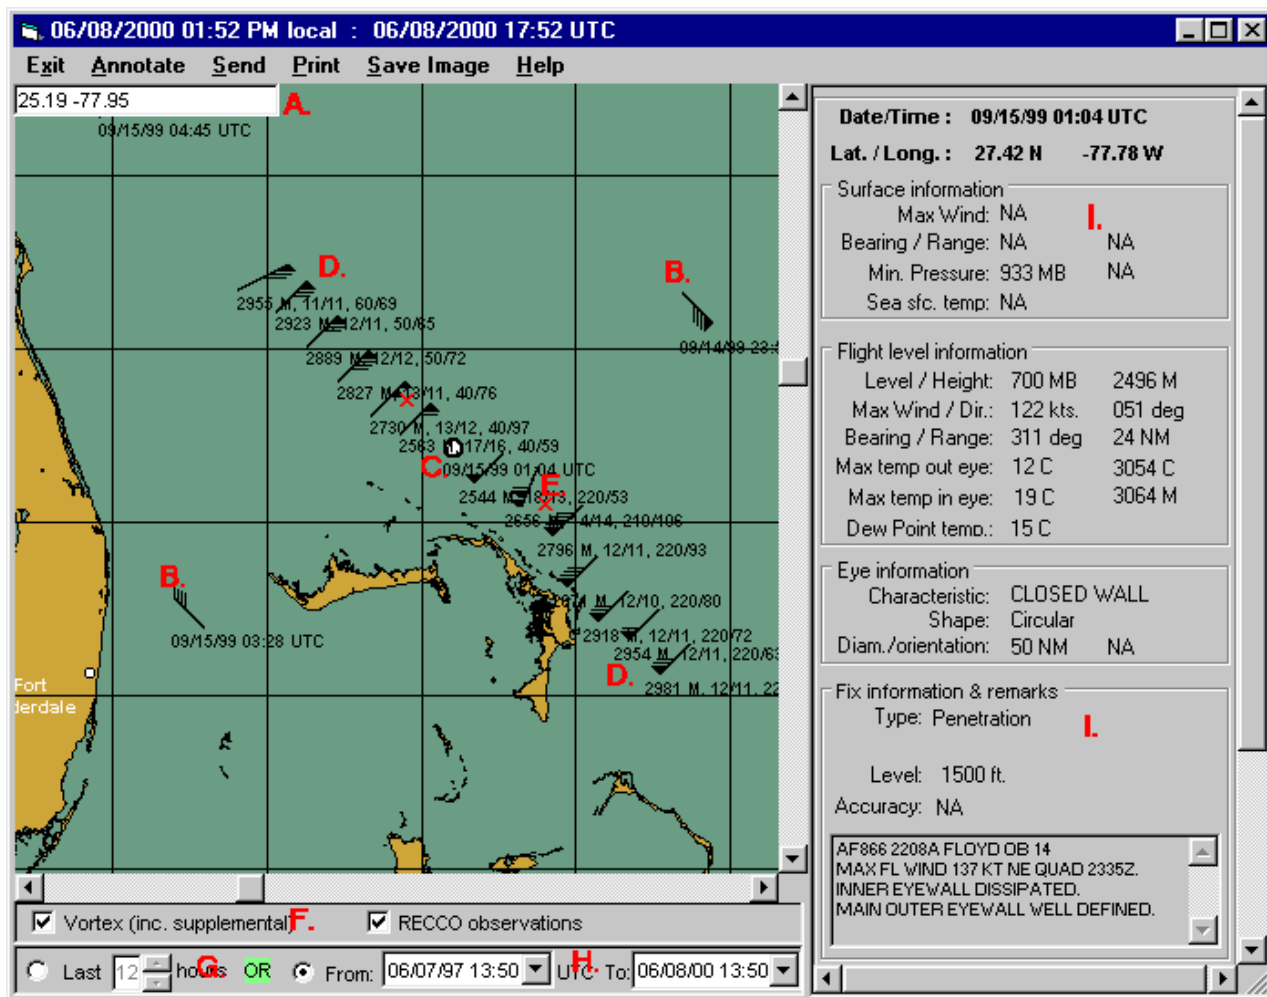 06/08/2000 01:52 PM local : 06/08/2000 17:52 UTC
Exit Annotate Send Print Save Image Help
25.19 -77.95
A.
09/15/99 04:45 UTC
D.
B.
2955 M, 11/11, 60/69
2923 M, 12/11, 50/65
09/14/99 23:
2889 M, 12/12, 50/72
2827 M, 13/11, 40/76
2730 M, 13/12, 40/97
2563 M, 17/16, 40/59
C.
09/15/99 01:04 UTC
E.
2544 M, 18/13, 220/53
2656 M, 4/14, 210/106
2796 M, 12/11, 220/93
B.
M, 12/10, 220/80
09/15/99 03:28 UTC
2918 M, 12/11, 220/72
2954 M, 12/11, 220/63
D.
2981 M, 12/11, 22
Fort
derdale
Date/Time : 09/15/99 01:04 UTC
Lat. / Long. : 27.42 N -77.78 W
Surface information
Max Wind: NA
I.
Bearing / Range: NA NA
Min. Pressure: 933 MB NA
Sea sfc. temp: NA
Flight level information
Level / Height: 700 MB 2496 M
Max Wind / Dir.: 122 kts. 051 deg
Bearing / Range: 311 deg 24 NM
Max temp out eye: 12 C 3054 C
Max temp in eye: 19 C 3064 M
Dew Point temp.: 15 C
Eye information
Characteristic: CLOSED WALL
Shape: Circular
Diam./orientation: 50 NM NA
Fix information & remarks
Type: Penetration
I.
Level: 1500 ft.
Accuracy: NA
AF866 2208A FLOYD OB 14
MAX FL WIND 137 KT NE QUAD 2335Z.
INNER EYEWALL DISSIPATED.
MAIN OUTER EYEWALL WELL DEFINED.
Vortex (inc. supplemental) F. RECCO observations
Last 12 hours G. OR From: 06/07/97 13:50 UTC H. To: 06/08/00 13:50